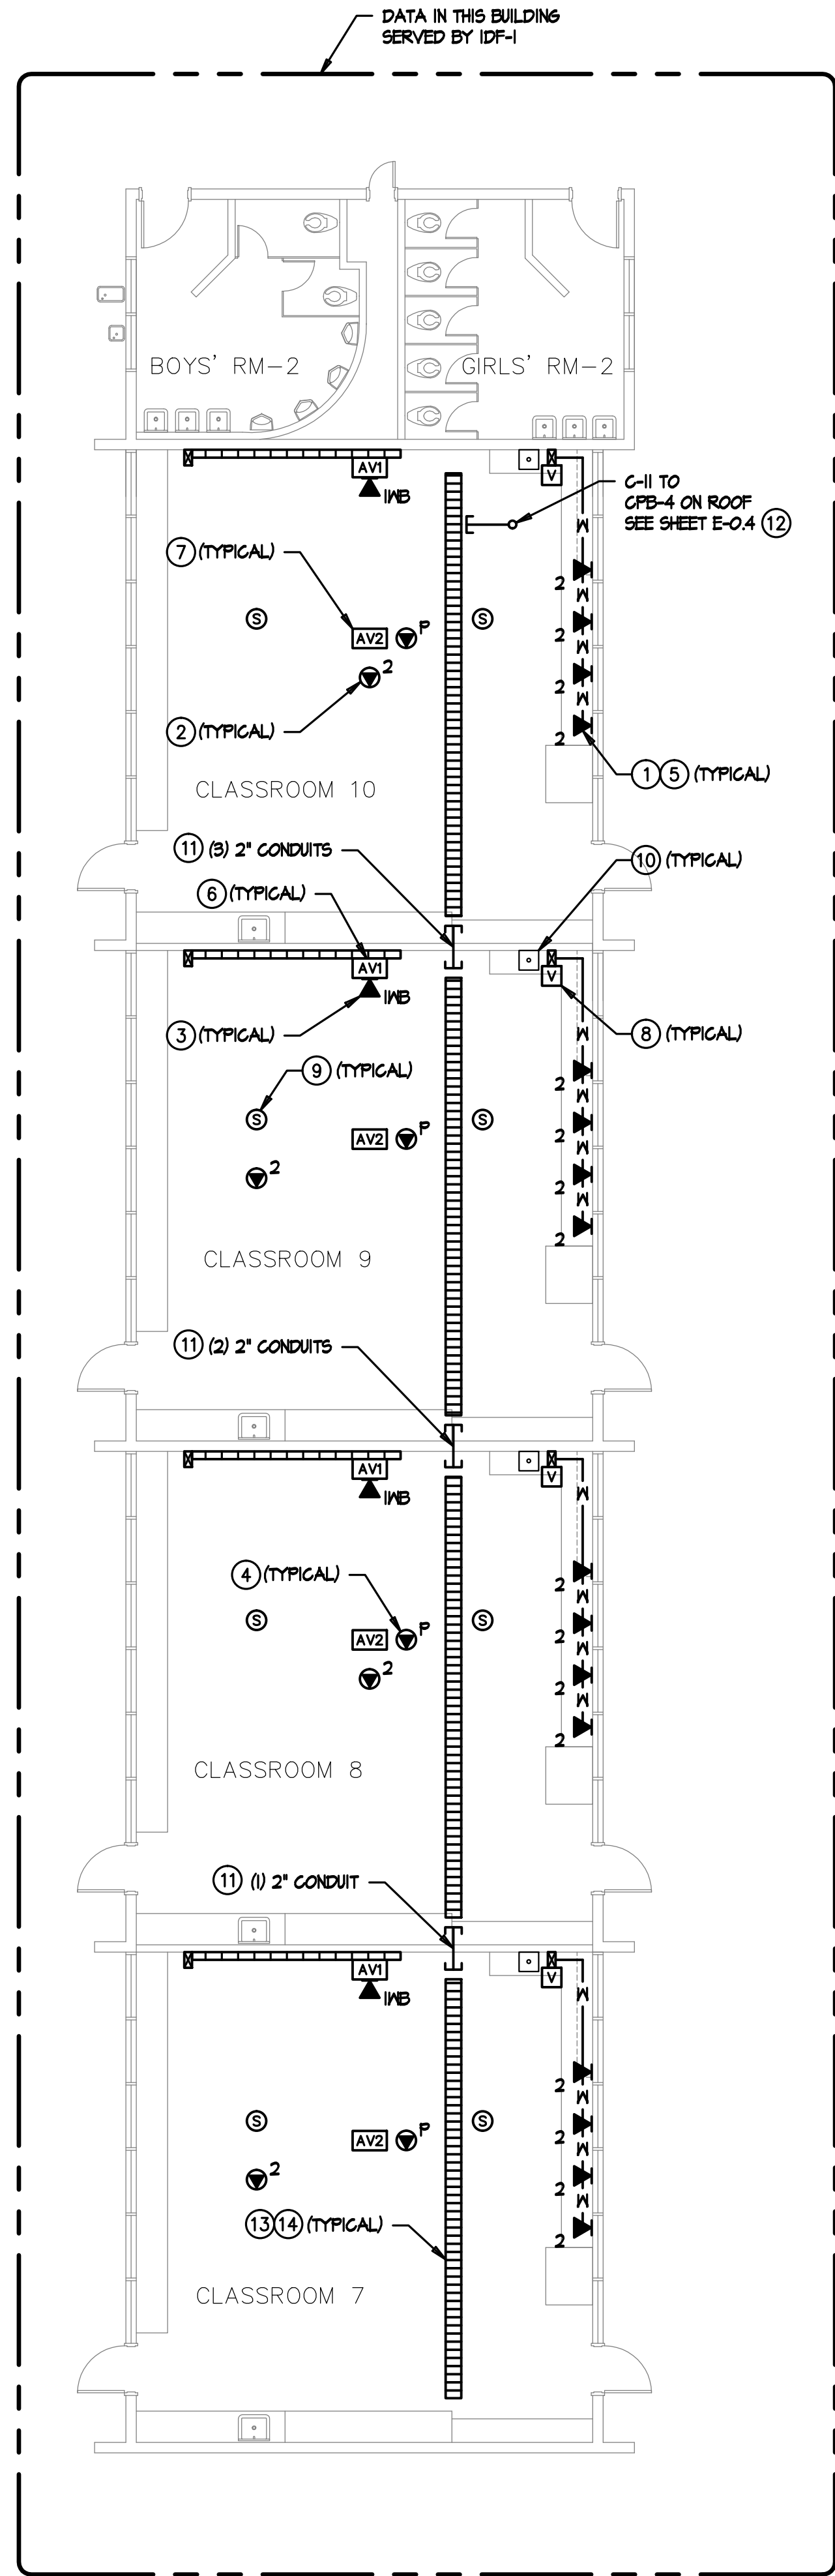 DATA IN THIS BUILDING
SERVED BY IDF-1
BOYS' RM-2
GIRLS' RM-2
AV1
IWB
V
C-11 TO
CPB-4 ON ROOF
SEE SHEET E-0.4 12
W
7 (TYPICAL)
2
S
S
W
2
AV2
P
W
2
2
2 (TYPICAL)
W
2
1 5 (TYPICAL)
CLASSROOM 10
11 (3) 2" CONDUITS
10 (TYPICAL)
6 (TYPICAL)
AV1
V
IWB
3 (TYPICAL)
8 (TYPICAL)
W
9 (TYPICAL)
2
S
S
W
2
AV2
P
W
2
2
W
2
CLASSROOM 9
11 (2) 2" CONDUITS
AV1
V
IWB
W
4 (TYPICAL)
2
W
S
S
2
AV2
P
W
2
2
W
2
CLASSROOM 8
11 (1) 2" CONDUIT
AV1
V
IWB
W
2
W
S
S
2
AV2
P
W
2
2
W
13 14 (TYPICAL)
2
CLASSROOM 7